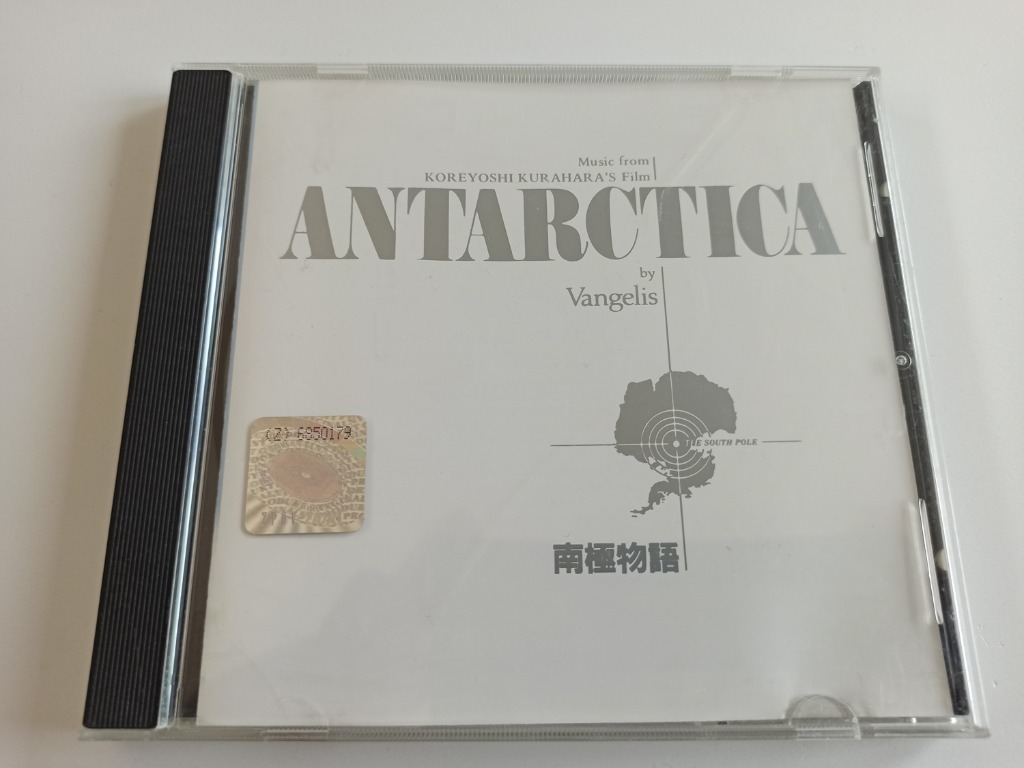 Music from
KOREYOSHI KURAHARA'S Film
ANTARCTICA
by
Vangelis
(Z) 6850179
THE SOUTH POLE
南極物語